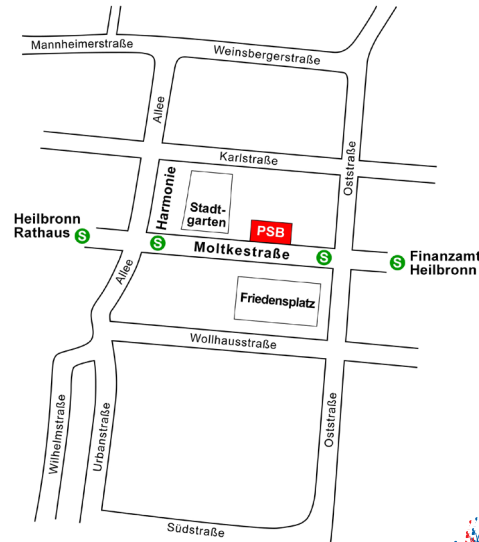 Mannheimerstraße
Weinsbergerstraße
Allee
Oststraße
Karlstraße
Harmonie
Stadt-
garten
PSB
Heilbronn
Rathaus
S
S
Moltkestraße
S
S
Finanzamt
Heilbronn
Allee
Friedensplatz
Wollhausstraße
Wilhelmstraße
Urbanstraße
Oststraße
Südstraße